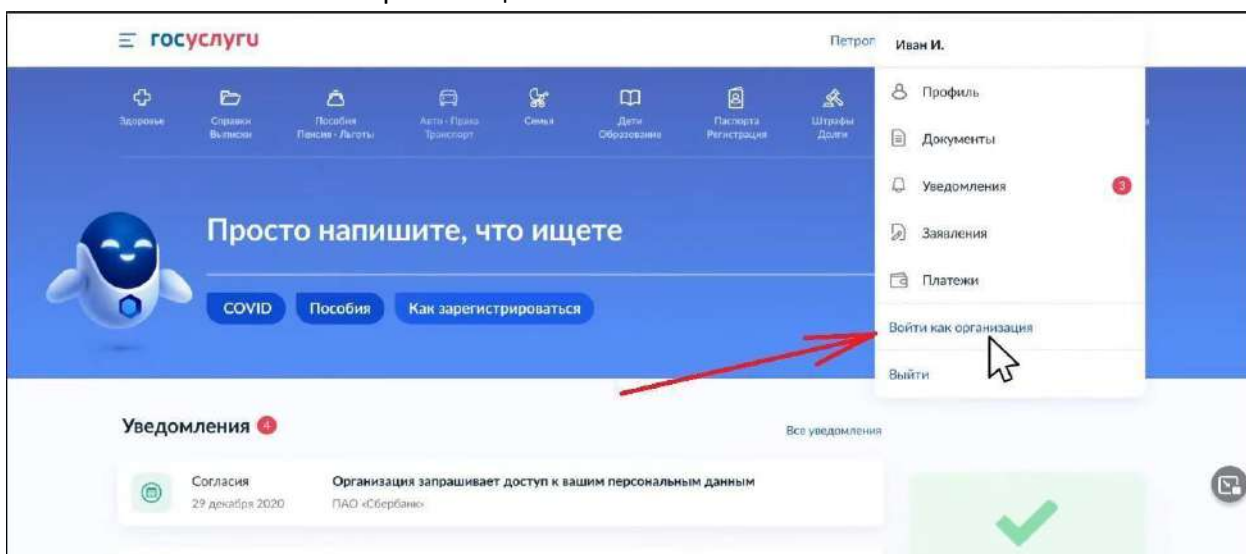 госуслуги
Петроп
Иван И.
Здоровье
Справки
Выписки
Пособия
Пенсия · Льготы
Авто · Права
Транспорт
Семья
Дети
Образование
Паспорта
Регистрация
Штрафы
Долги
Профиль
Документы
Уведомления
3
Заявления
Платежи
Войти как организация
Выйти
Просто напишите, что ищете
COVID
Пособия
Как зарегистрироваться
Уведомления 4
Все уведомления
Согласия
29 декабря 2020
Организация запрашивает доступ к вашим персональным данным
ПАО «Сбербанк»